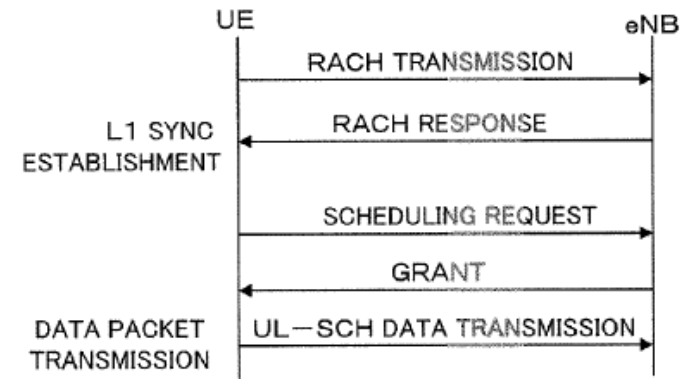 UE
eNB
RACH TRANSMISSION
RACH RESPONSE
L1 SYNC
ESTABLISHMENT
SCHEDULING REQUEST
GRANT
DATA PACKET
TRANSMISSION
UL-SCH DATA TRANSMISSION